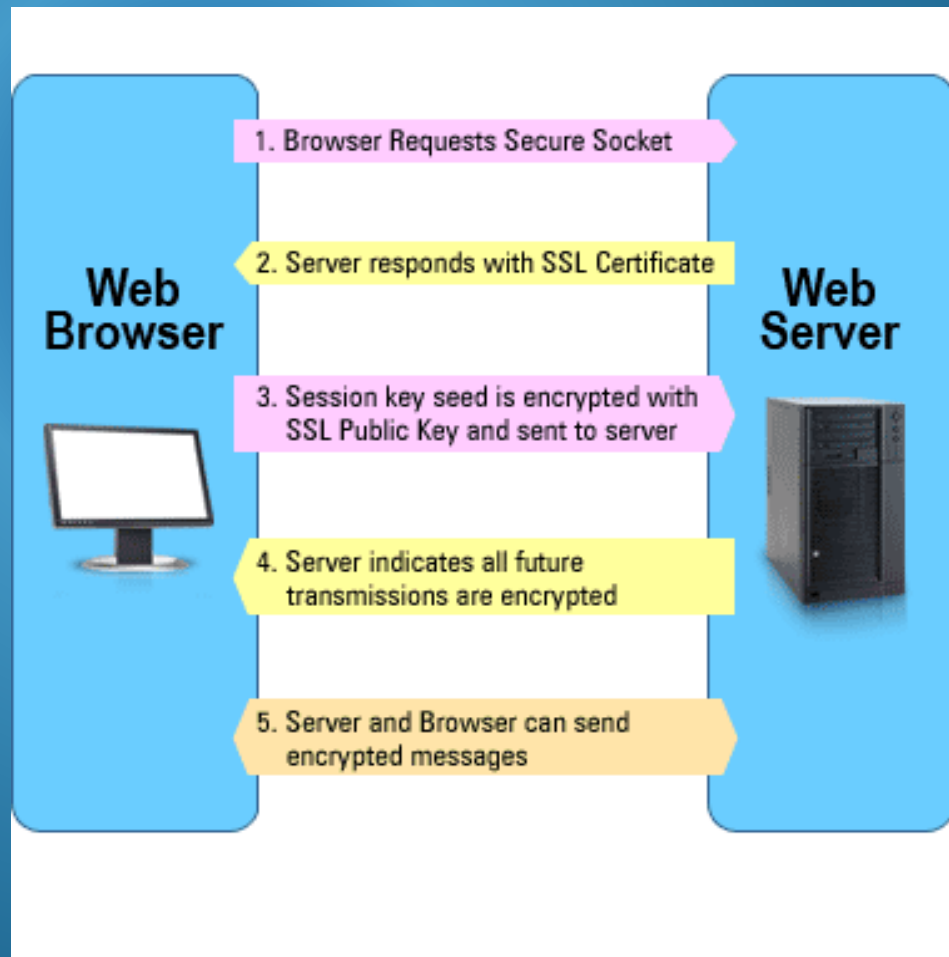 1. Browser Requests Secure Socket
2. Server responds with SSL Certificate
Web
Browser
Web
Server
3. Session key seed is encrypted with
SSL Public Key and sent to server
4. Server indicates all future
transmissions are encrypted
5. Server and Browser can send
encrypted messages